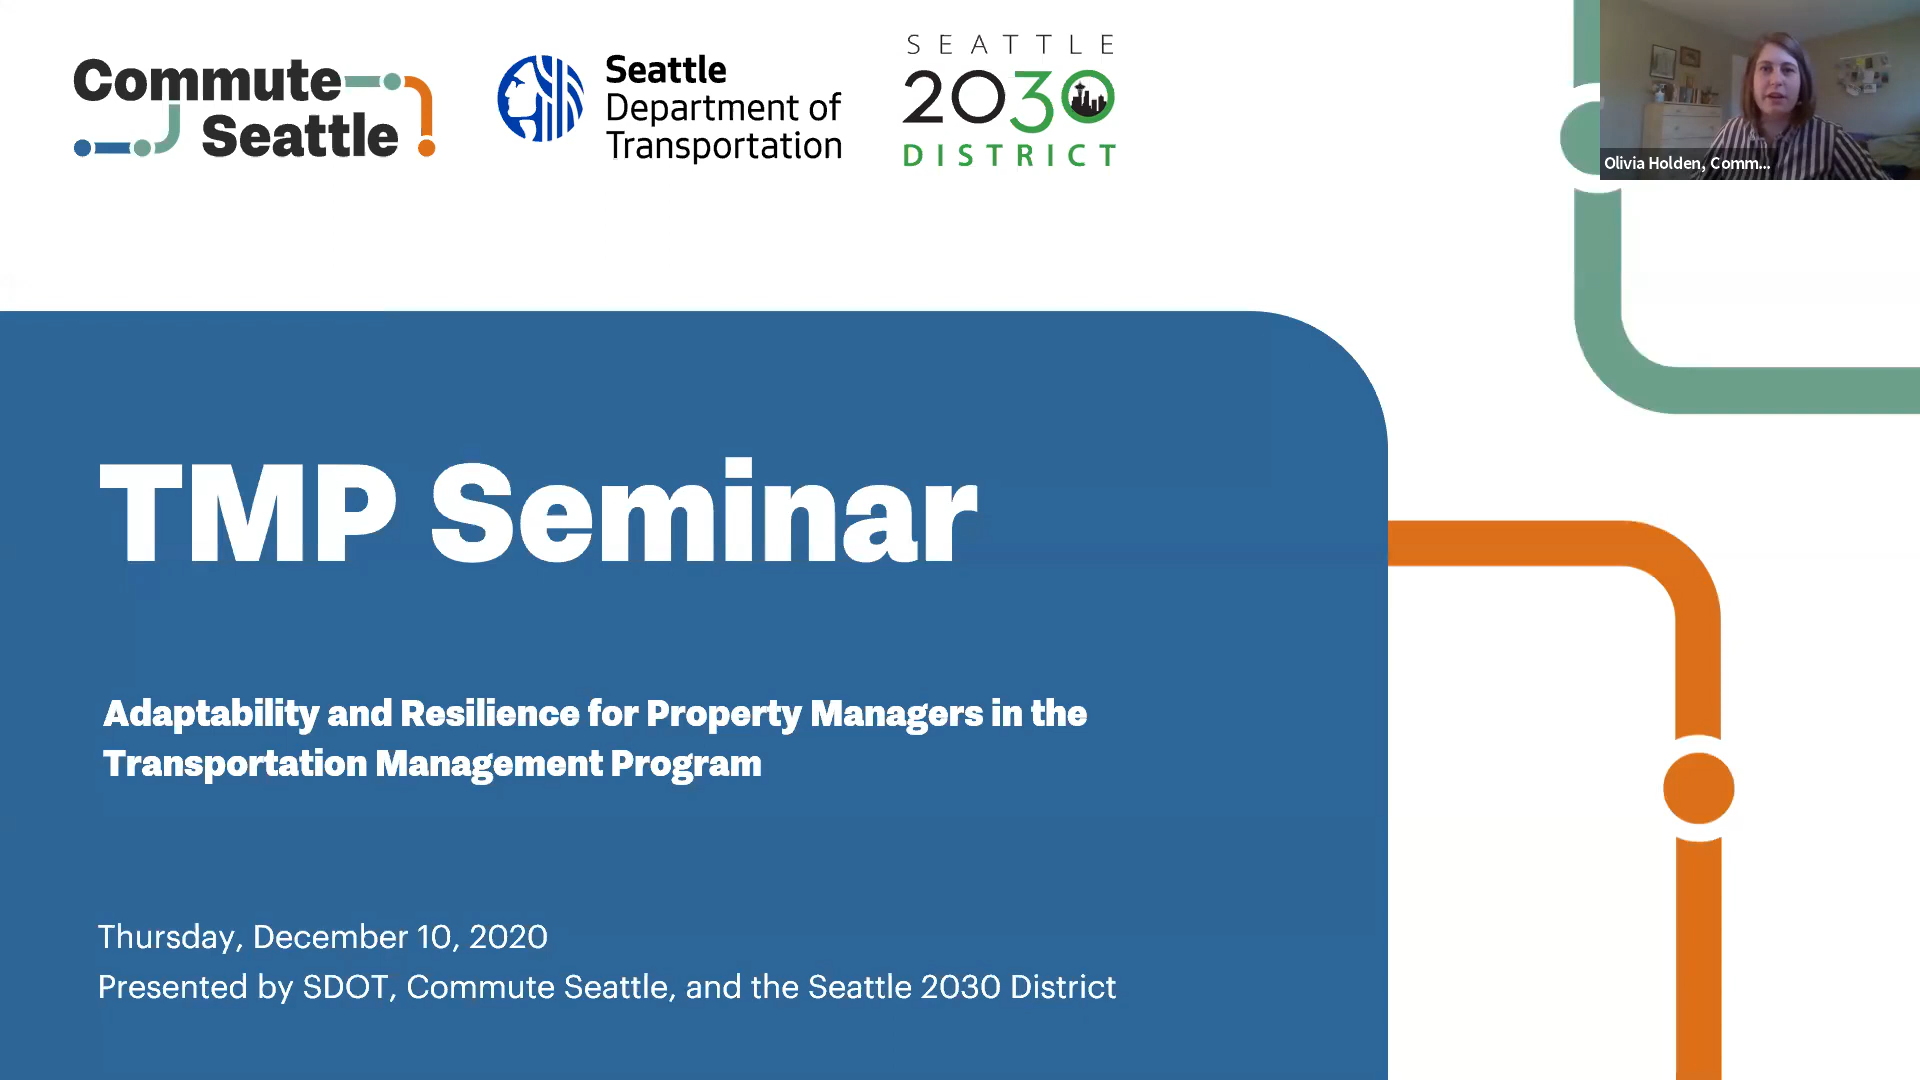 Commute
Seattle
Seattle
Department of
Transportation
SEATTLE
2030
DISTRICT
Olivia Holden, Comm...
TMP Seminar
Adaptability and Resilience for Property Managers in the
Transportation Management Program
Thursday, December 10, 2020
Presented by SDOT, Commute Seattle, and the Seattle 2030 District